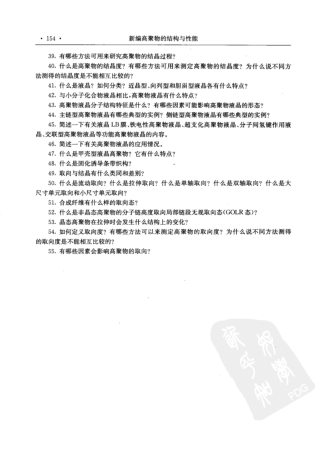 · 154 ·
新编高聚物的结构与性能
39. 有哪些方法可用来研究高聚物的结晶过程?
40. 什么是高聚物的结晶度? 有哪些方法可用来测定高聚物的结晶度? 为什么说不同方
法测得的结晶度是不能相互比较的?
41. 什么是液晶? 如何分类? 近晶型、向列型和胆甾型液晶各有什么特点?
42. 与小分子化合物液晶相比,高聚物液晶有什么特点?
43. 高聚物液晶分子结构特征是什么? 有哪些因素可能影响高聚物液晶的形态?
44. 主链型高聚物液晶有哪些典型的实例? 侧链型高聚物液晶有哪些典型的实例?
45. 简述一下有关液晶LB膜、铁电性高聚物液晶、超支化高聚物液晶、分子间氢键作用液
晶、交联型高聚物液晶等功能高聚物液晶的内容。
46. 简述一下有关高聚物液晶的应用情况。
47. 什么是甲壳型液晶高聚物? 它有什么特点?
48. 什么是固化诱导条带织构?
49. 取向与结晶有什么类同和差别?
50. 什么是流动取向? 什么是拉伸取向? 什么是单轴取向? 什么是双轴取向? 什么是大
尺寸单元取向和小尺寸单元取向?
51. 合成纤维有什么样的取向态?
52. 什么是非晶态高聚物的分子链高度取向局部链段无规取向态(GOLR态)?
53. 晶态高聚物在拉伸时会发生什么结构上的变化?
54. 如何定义取向度? 有哪些方法可以来测定高聚物的取向度? 为什么说不同方法测得
的取向度是不能相互比较的?
55. 有哪些因素会影响高聚物的取向?
PDG